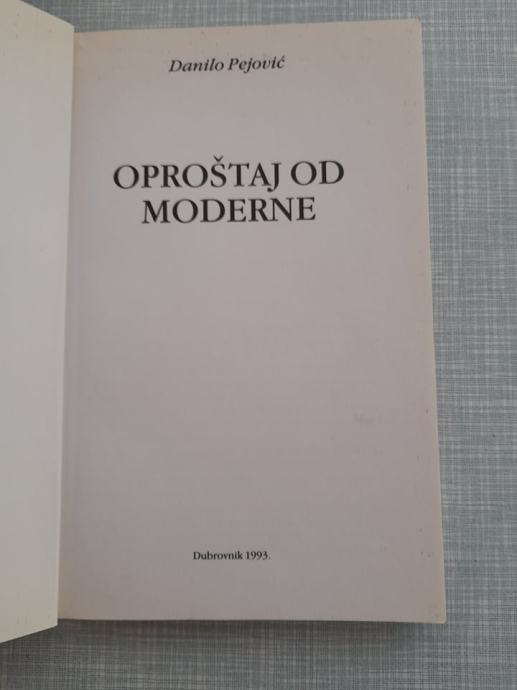 Danilo Pejović
OPROŠTAJ OD
MODERNE
Dubrovnik 1993.